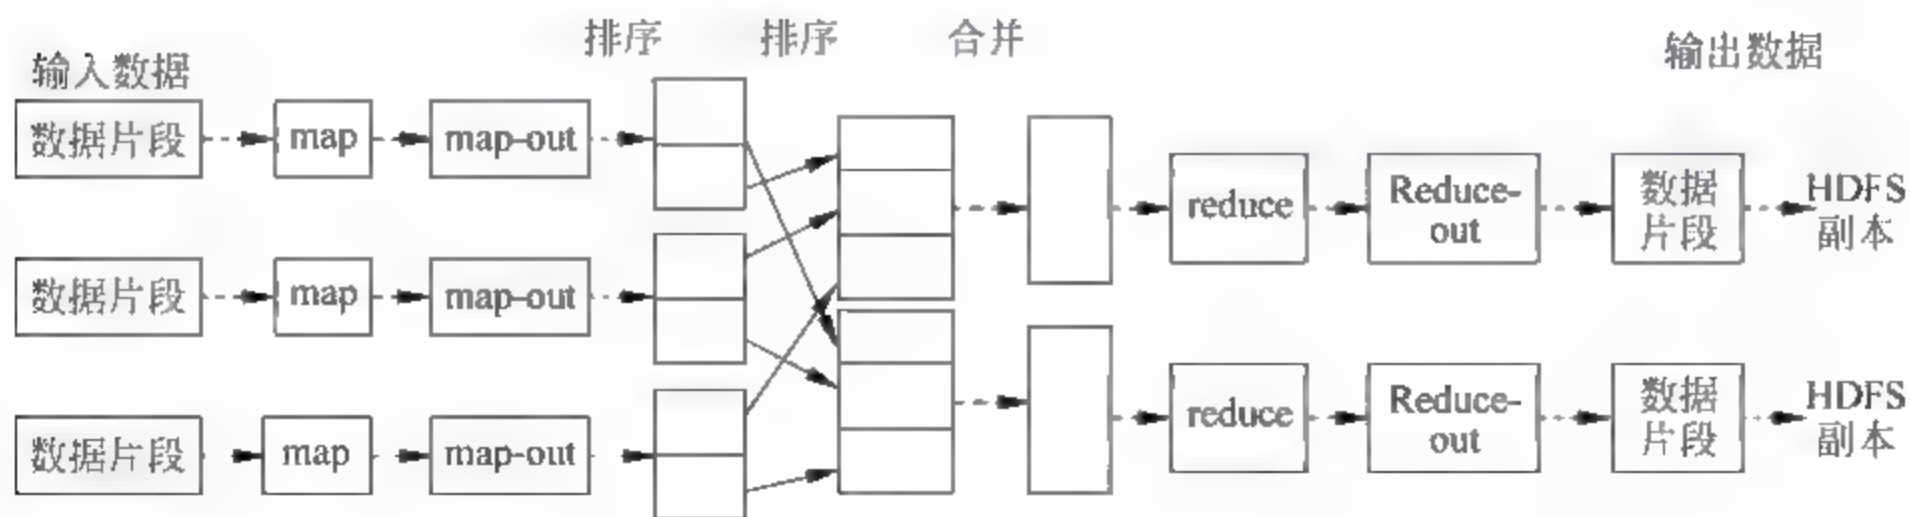 排序 排序 合并
输入数据 输出数据
数据片段 map map-out
reduce Reduce-
out 数据
片段 HDFS
副本
数据片段 map map-out
数据片段 map map-out
reduce Reduce-
out 数据
片段 HDFS
副本